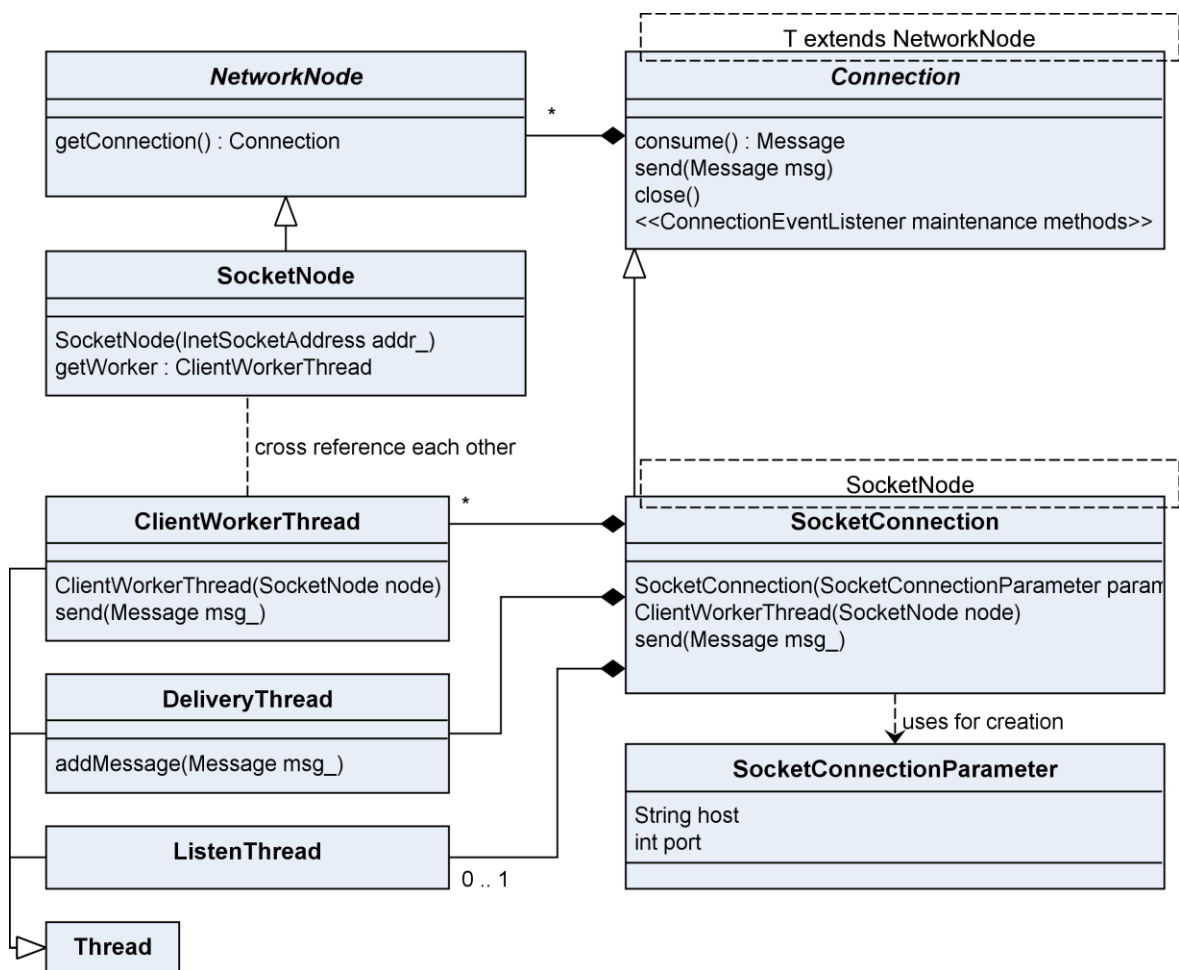 T extends NetworkNode
NetworkNode
getConnection() : Connection
*
Connection
consume() : Message
send(Message msg)
close()
<<ConnectionEventListener maintenance methods>>
SocketNode
SocketNode(InetSocketAddress addr_)
getWorker : ClientWorkerThread
cross reference each other
SocketNode
ClientWorkerThread
ClientWorkerThread(SocketNode node)
send(Message msg_)
*
SocketConnection
SocketConnection(SocketConnectionParameter param
ClientWorkerThread(SocketNode node)
send(Message msg_)
DeliveryThread
addMessage(Message msg_)
uses for creation
SocketConnectionParameter
String host
int port
ListenThread
0 .. 1
Thread